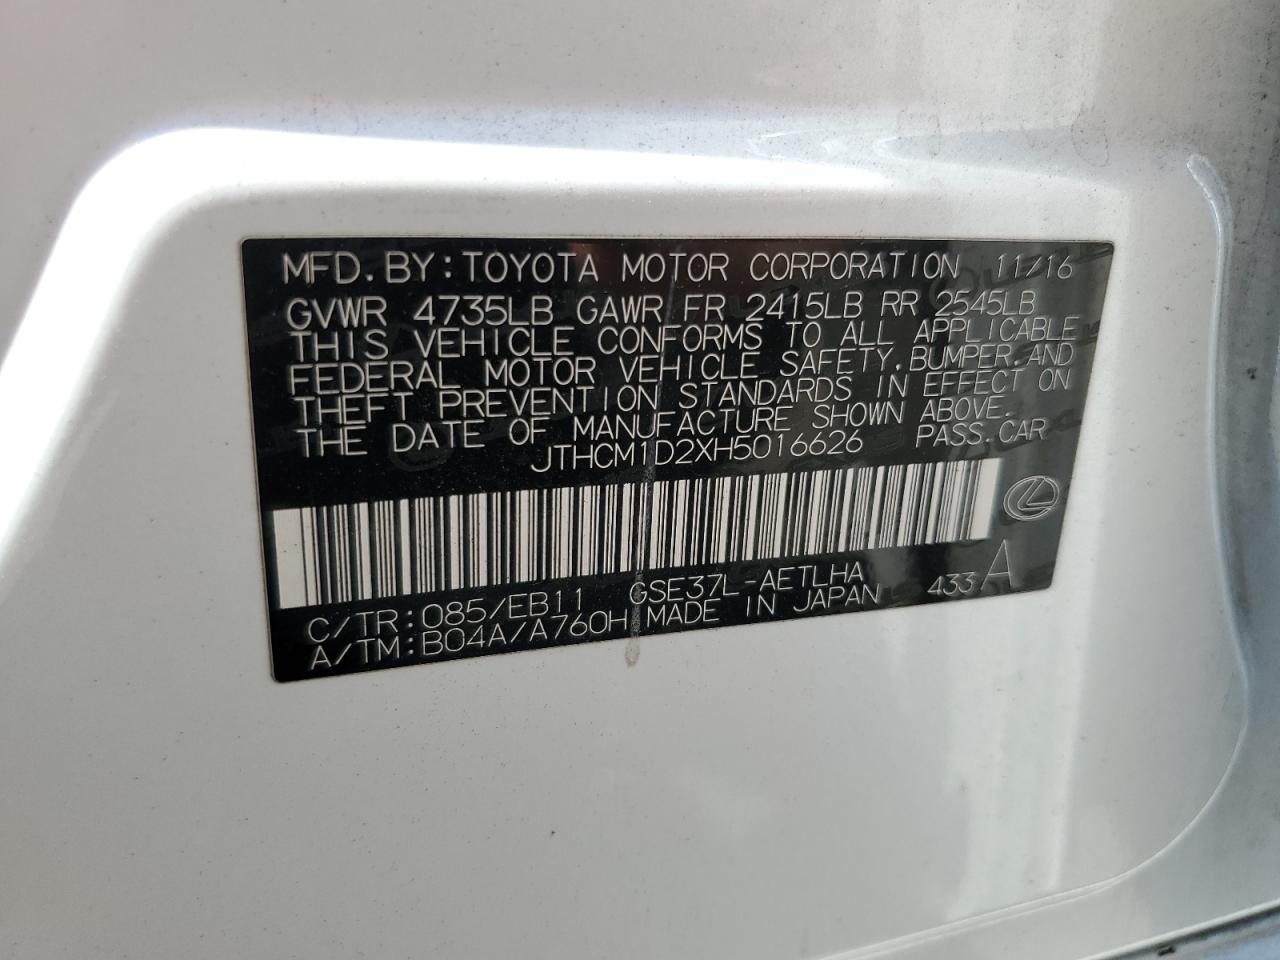 MFD.BY:TOYOTA MOTOR CORPORATION 11/16
GVWR 4735LB GAWR FR 2415LB RR 2545LB
THIS VEHICLE CONFORMS TO ALL APPLICABLE
FEDERAL MOTOR VEHICLE SAFETY,BUMPER,AND
THEFT PREVENTION STANDARDS IN EFFECT ON
THE DATE OF MANUFACTURE SHOWN ABOVE.
JTHCM1D2XH5016626 PASS.CAR
C/TR:085/EB11 GSE37L-AETLHA 433 A
A/TM:B04A/A760H MADE IN JAPAN